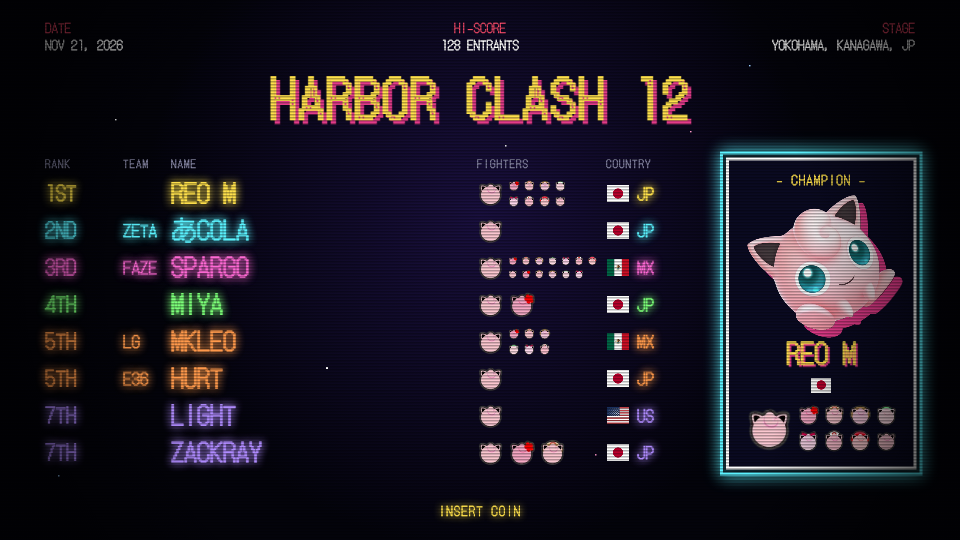 DATE
NOV 21, 2026
HI-SCORE
128 ENTRANTS
STAGE
YOKOHAMA, KANAGAWA, JP
HARBOR CLASH 12
RANK TEAM NAME FIGHTERS COUNTRY
1ST REO M JP
2ND ZETA あCOLA JP
3RD FAZE SPARGO MX
4TH MIYA JP
5TH LG MKLEO MX
5TH E36 HURT JP
7TH LIGHT US
7TH ZACKRAY JP
- CHAMPION -
REO M
INSERT COIN